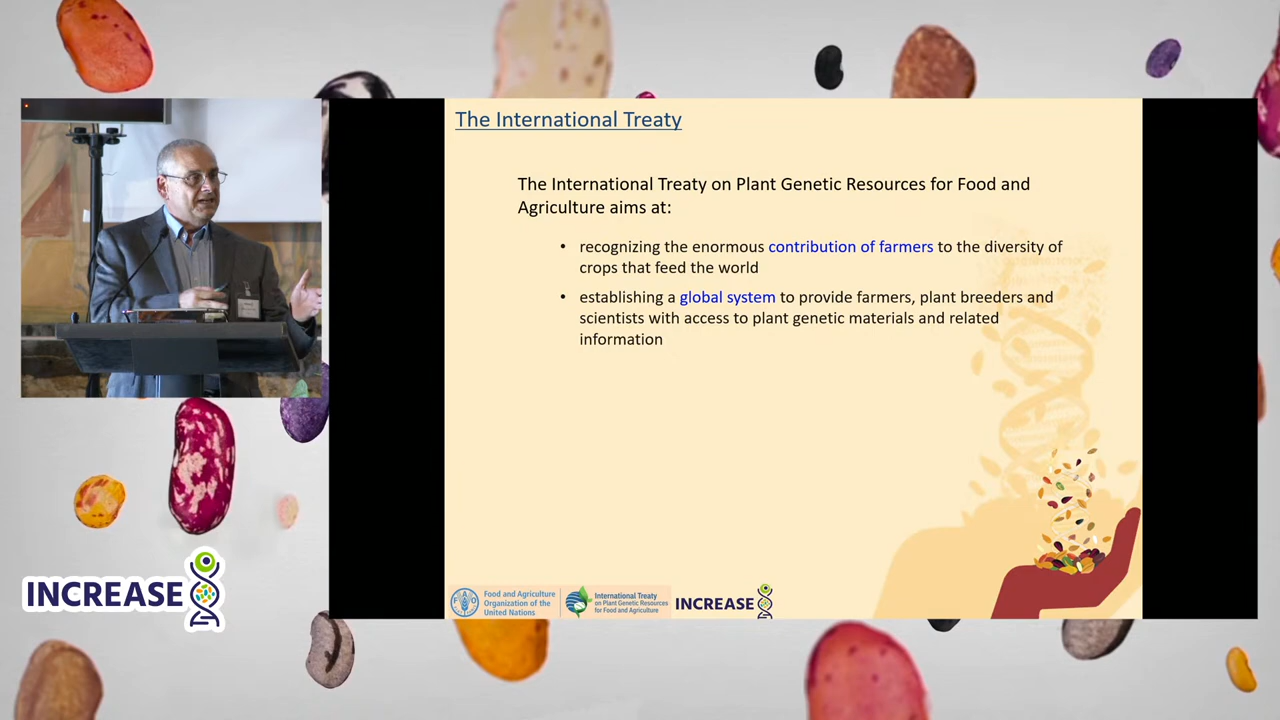 The International Treaty
The International Treaty on Plant Genetic Resources for Food and
Agriculture aims at:
• recognizing the enormous contribution of farmers to the diversity of
crops that feed the world
• establishing a global system to provide farmers, plant breeders and
scientists with access to plant genetic materials and related
information
INCREASE
FAO
Food and Agriculture
Organization of the
United Nations
International Treaty
on Plant Genetic Resources
for Food and Agriculture
INCREASE